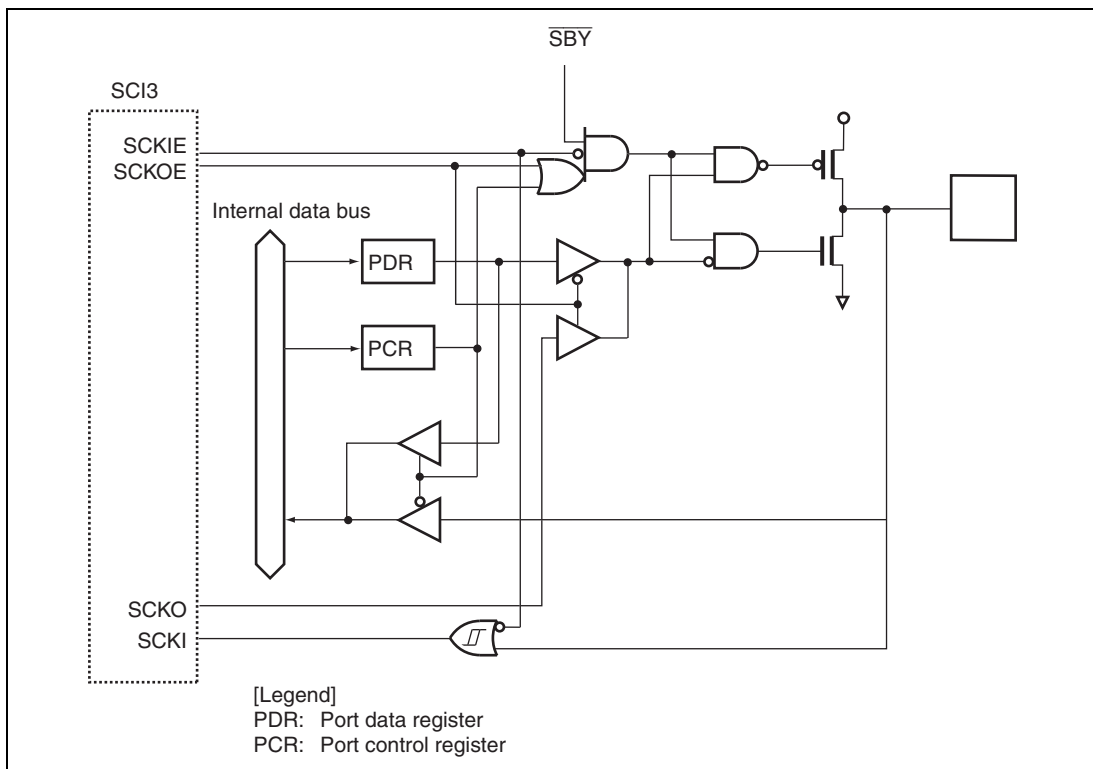 SBY
SCI3
SCKIE
SCKOE
Internal data bus
PDR
PCR
SCKO
SCKI
[Legend]
PDR: Port data register
PCR: Port control register